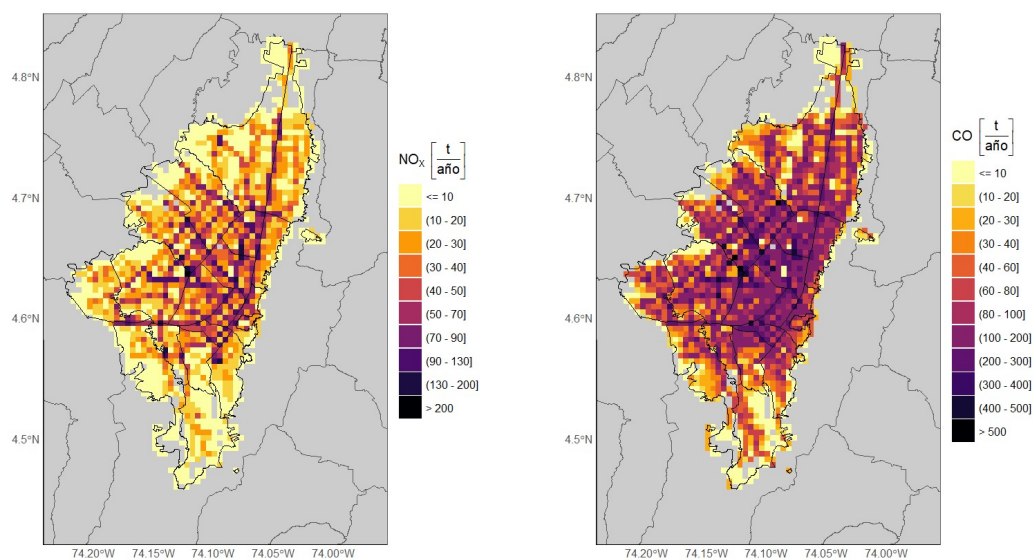 4.8°N
4.7°N
4.6°N
4.5°N
74.20°W 74.15°W 74.10°W 74.05°W 74.00°W
NOX [t/año]
<= 10
(10 - 20]
(20 - 30]
(30 - 40]
(40 - 50]
(50 - 70]
(70 - 90]
(90 - 130]
(130 - 200]
> 200
4.8°N
4.7°N
4.6°N
4.5°N
74.20°W 74.15°W 74.10°W 74.05°W 74.00°W
CO [t/año]
<= 10
(10 - 20]
(20 - 30]
(30 - 40]
(40 - 60]
(60 - 80]
(80 - 100]
(100 - 200]
(200 - 300]
(300 - 400]
(400 - 500]
> 500